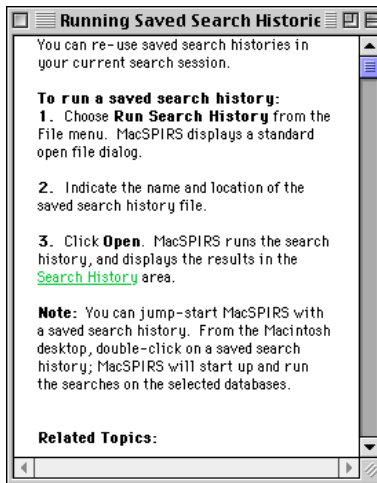 Running Saved Search Historie
You can re-use saved search histories in
your current search session.
To run a saved search history:
1. Choose Run Search History from the
File menu. MacSPIRS displays a standard
open file dialog.
2. Indicate the name and location of the
saved search history file.
3. Click Open. MacSPIRS runs the search
history, and displays the results in the
Search History area.
Note: You can jump-start MacSPIRS with
a saved search history. From the Macintosh
desktop, double-click on a saved search
history; MacSPIRS will start up and run
the searches on the selected databases.
Related Topics: